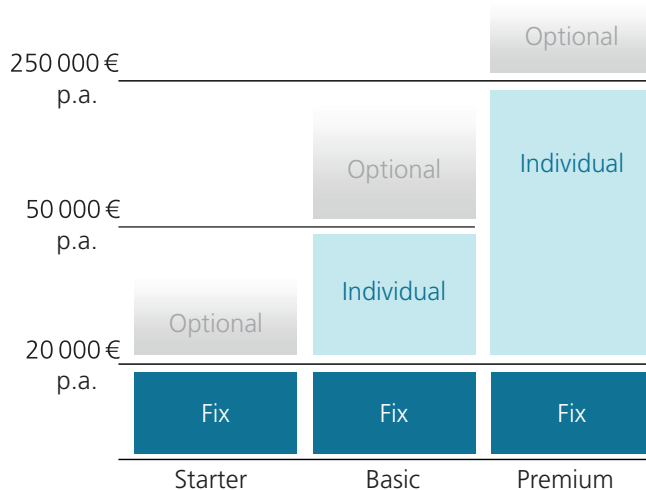 Optional
250 000 €
p.a.
Individual
Optional
50 000 €
p.a.
Individual
Optional
20 000 €
p.a.
Fix
Fix
Fix
Starter
Basic
Premium